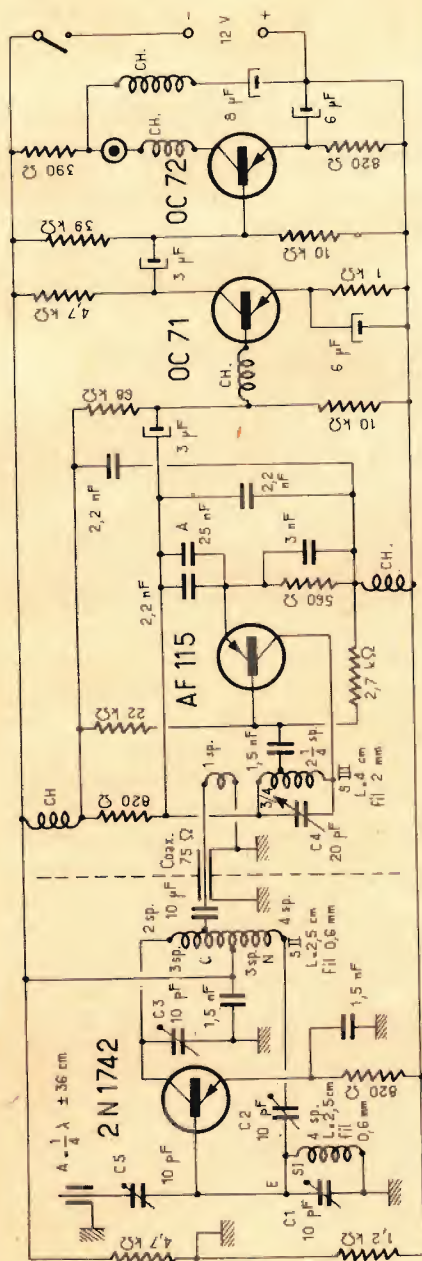 2N1742
AF 115
OC 71
OC 72
A = 1/4 λ ± 36 cm
C5
10 pF
4,7 kΩ
1,2 kΩ
E
C1
10 pF
S I
4 sp.
L=2,5cm
fil
0,6 mm
C2
10 pF
820 Ω
1,5 nF
C3
10 pF
1,5 nF
2 sp.
3 sp.
C
3 sp.
N
4 sp.
S II
L=2,5 cm
fil 0,6 mm
10 µF
Coax.
75 Ω
1 sp.
CH
820 Ω
22 kΩ
3/4
1,5 nF
2 1/4 sp.
C4
20 pF
S III
L=4 cm
fil 2 mm
2,7 kΩ
2,2 nF
A
25 nF
560 Ω
3 nF
2,2 nF
CH.
2,2 nF
68 kΩ
3 µF
10 kΩ
CH.
4,7 kΩ
3 µF
6 µF
1 kΩ
39 kΩ
10 kΩ
390 Ω
CH.
CH.
8 µF
6 µF
820 Ω
-
12 V
+